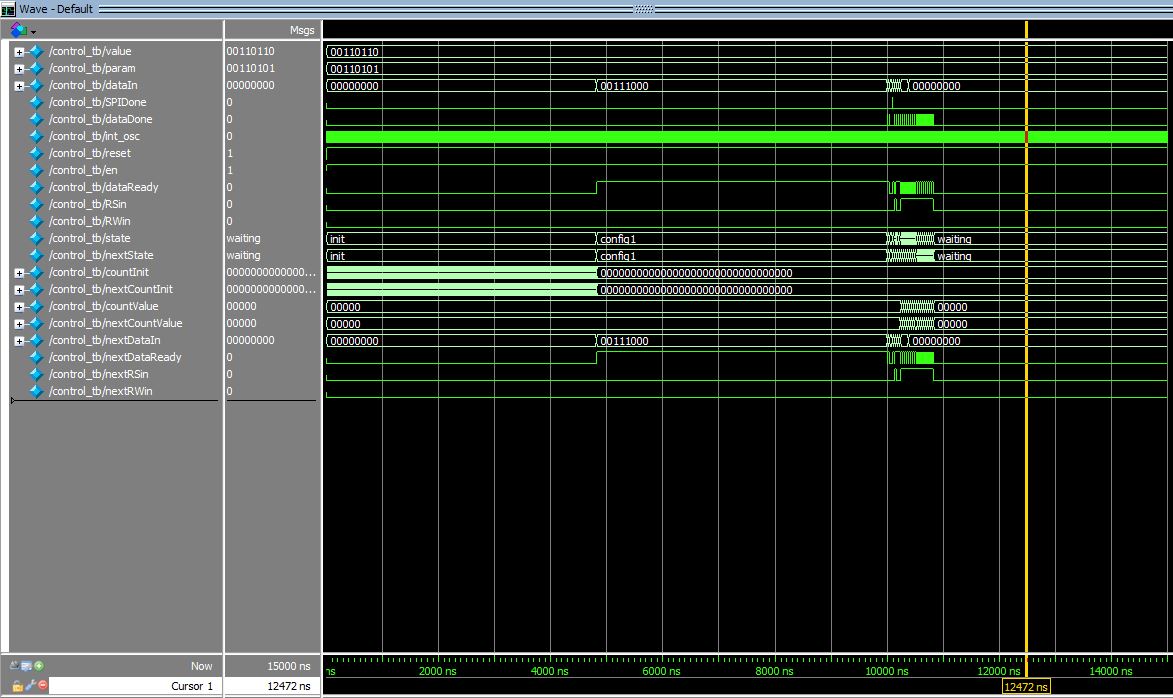 Wave - Default
Msgs
/control_tb/value 00110110 00110110
/control_tb/param 00110101 00110101
/control_tb/dataIn 00000000 00000000 00111000 00000000
/control_tb/SPIDone 0
/control_tb/dataDone 0
/control_tb/int_osc 0
/control_tb/reset 1
/control_tb/en 1
/control_tb/dataReady 0
/control_tb/RSin 0
/control_tb/RWin 0
/control_tb/state waiting init config1 waiting
/control_tb/nextState waiting init config1 waiting
/control_tb/countInit 0000000000000... 00000000000000000000000000000000
/control_tb/nextCountInit 0000000000000... 00000000000000000000000000000000
/control_tb/countValue 00000 00000 00000
/control_tb/nextCountValue 00000 00000 00000
/control_tb/nextDataIn 00000000 00000000 00111000 00000000
/control_tb/nextDataReady 0
/control_tb/nextRSin 0
/control_tb/nextRWin 0
Now 15000 ns ns 2000 ns 4000 ns 6000 ns 8000 ns 10000 ns 12000 ns 14000 ns
Cursor 1 12472 ns 12472 ns